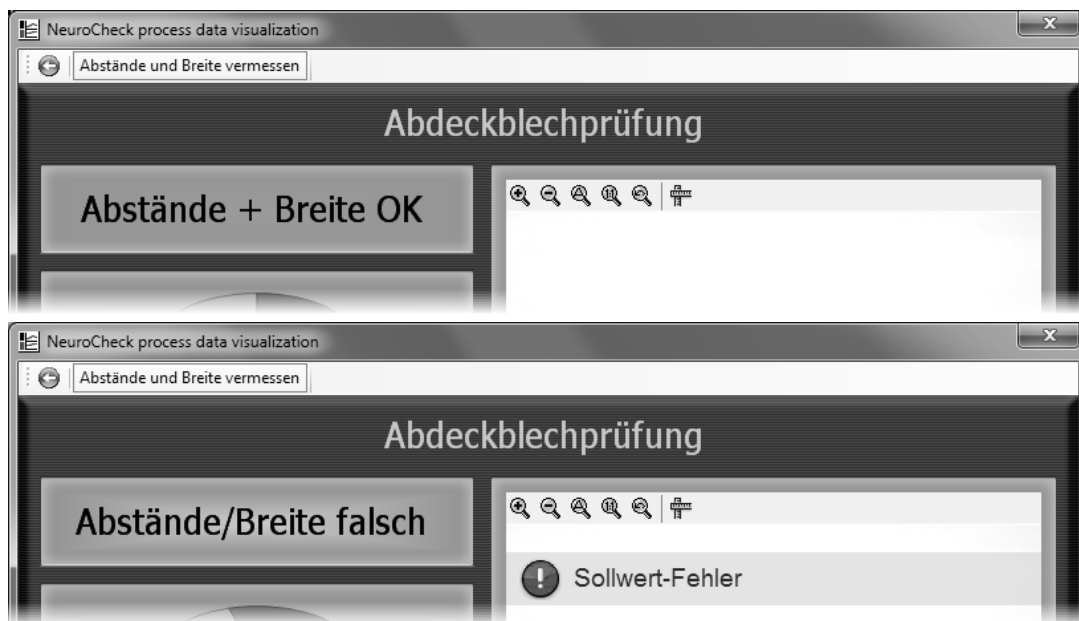 NeuroCheck process data visualization
Abstände und Breite vermessen
Abdeckblechprüfung
Abstände + Breite OK
NeuroCheck process data visualization
Abstände und Breite vermessen
Abdeckblechprüfung
Abstände/Breite falsch
Sollwert-Fehler